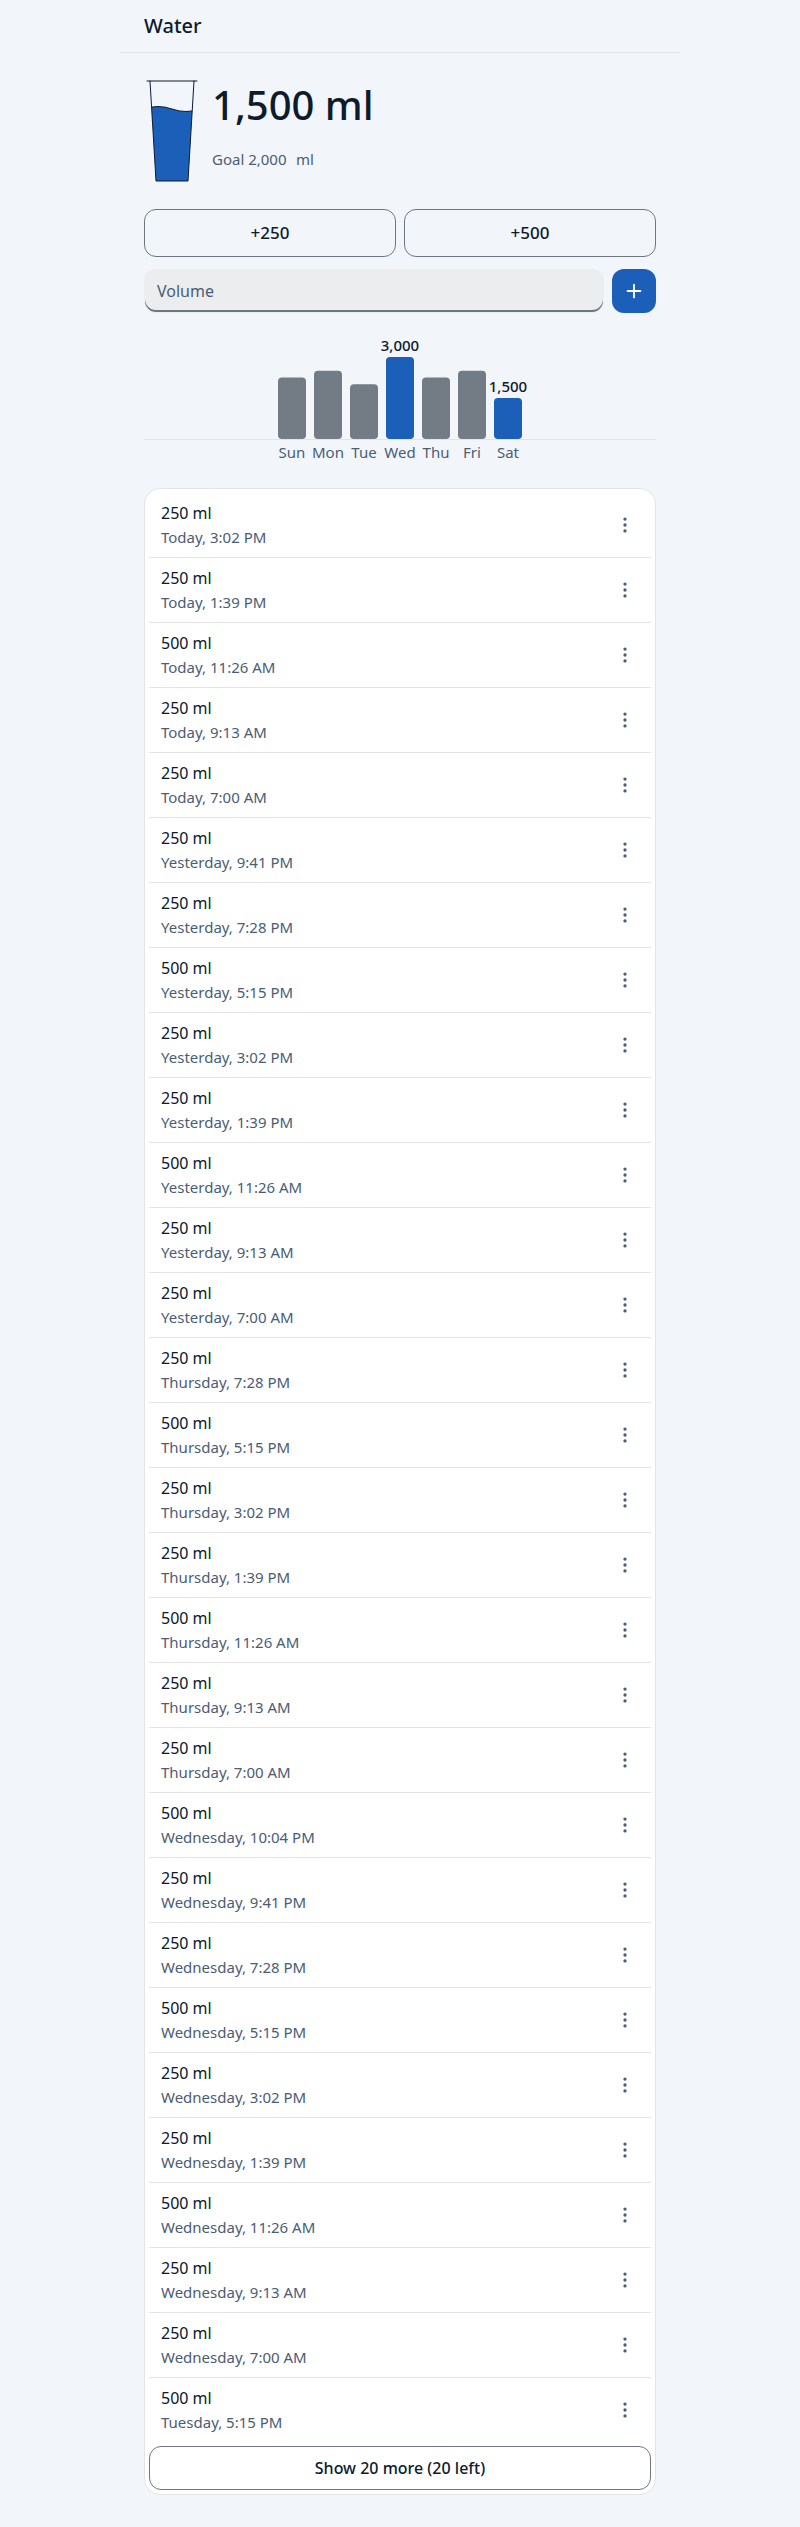 Water
1,500 ml
Goal 2,000 ml
+250
+500
Volume
3,000
1,500
Sun Mon Tue Wed Thu Fri Sat
250 ml
Today, 3:02 PM
250 ml
Today, 1:39 PM
500 ml
Today, 11:26 AM
250 ml
Today, 9:13 AM
250 ml
Today, 7:00 AM
250 ml
Yesterday, 9:41 PM
250 ml
Yesterday, 7:28 PM
500 ml
Yesterday, 5:15 PM
250 ml
Yesterday, 3:02 PM
250 ml
Yesterday, 1:39 PM
500 ml
Yesterday, 11:26 AM
250 ml
Yesterday, 9:13 AM
250 ml
Yesterday, 7:00 AM
250 ml
Thursday, 7:28 PM
500 ml
Thursday, 5:15 PM
250 ml
Thursday, 3:02 PM
250 ml
Thursday, 1:39 PM
500 ml
Thursday, 11:26 AM
250 ml
Thursday, 9:13 AM
250 ml
Thursday, 7:00 AM
500 ml
Wednesday, 10:04 PM
250 ml
Wednesday, 9:41 PM
250 ml
Wednesday, 7:28 PM
500 ml
Wednesday, 5:15 PM
250 ml
Wednesday, 3:02 PM
250 ml
Wednesday, 1:39 PM
500 ml
Wednesday, 11:26 AM
250 ml
Wednesday, 9:13 AM
250 ml
Wednesday, 7:00 AM
500 ml
Tuesday, 5:15 PM
Show 20 more (20 left)